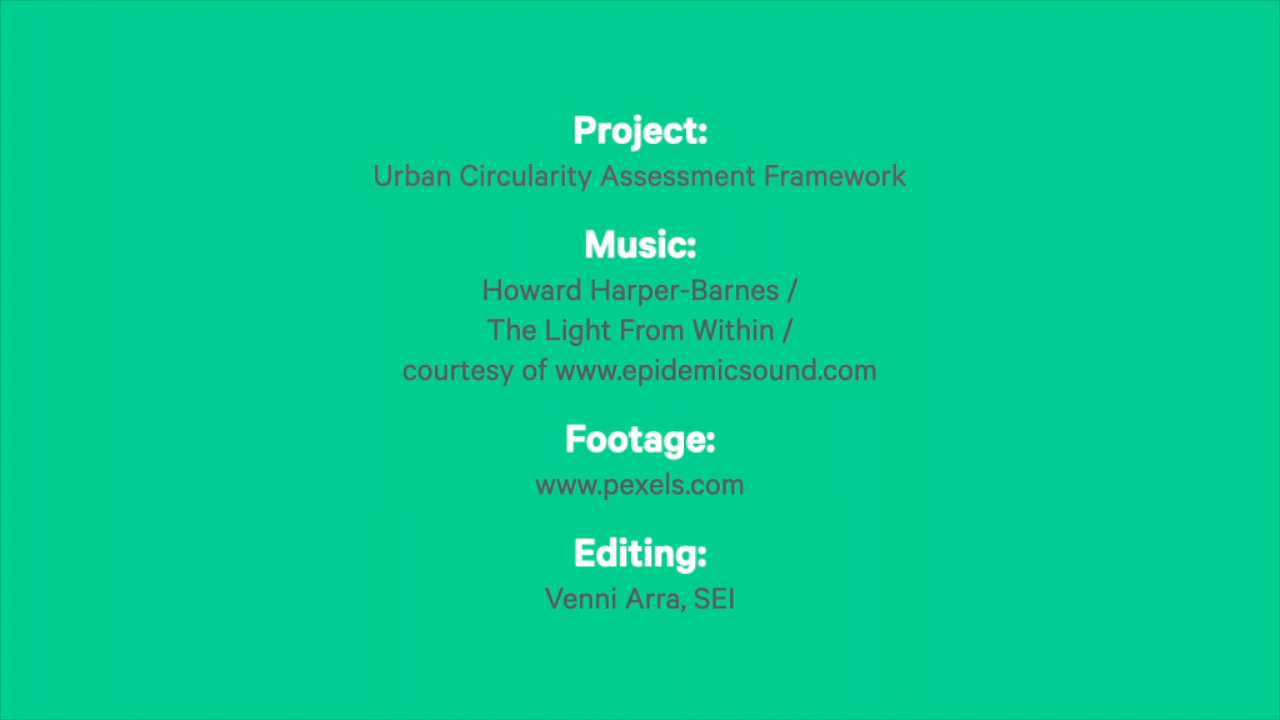 Project:
Urban Circularity Assessment Framework
Music:
Howard Harper-Barnes /
The Light From Within /
courtesy of www.epidemicsound.com
Footage:
www.pexels.com
Editing:
Venni Arra, SEI